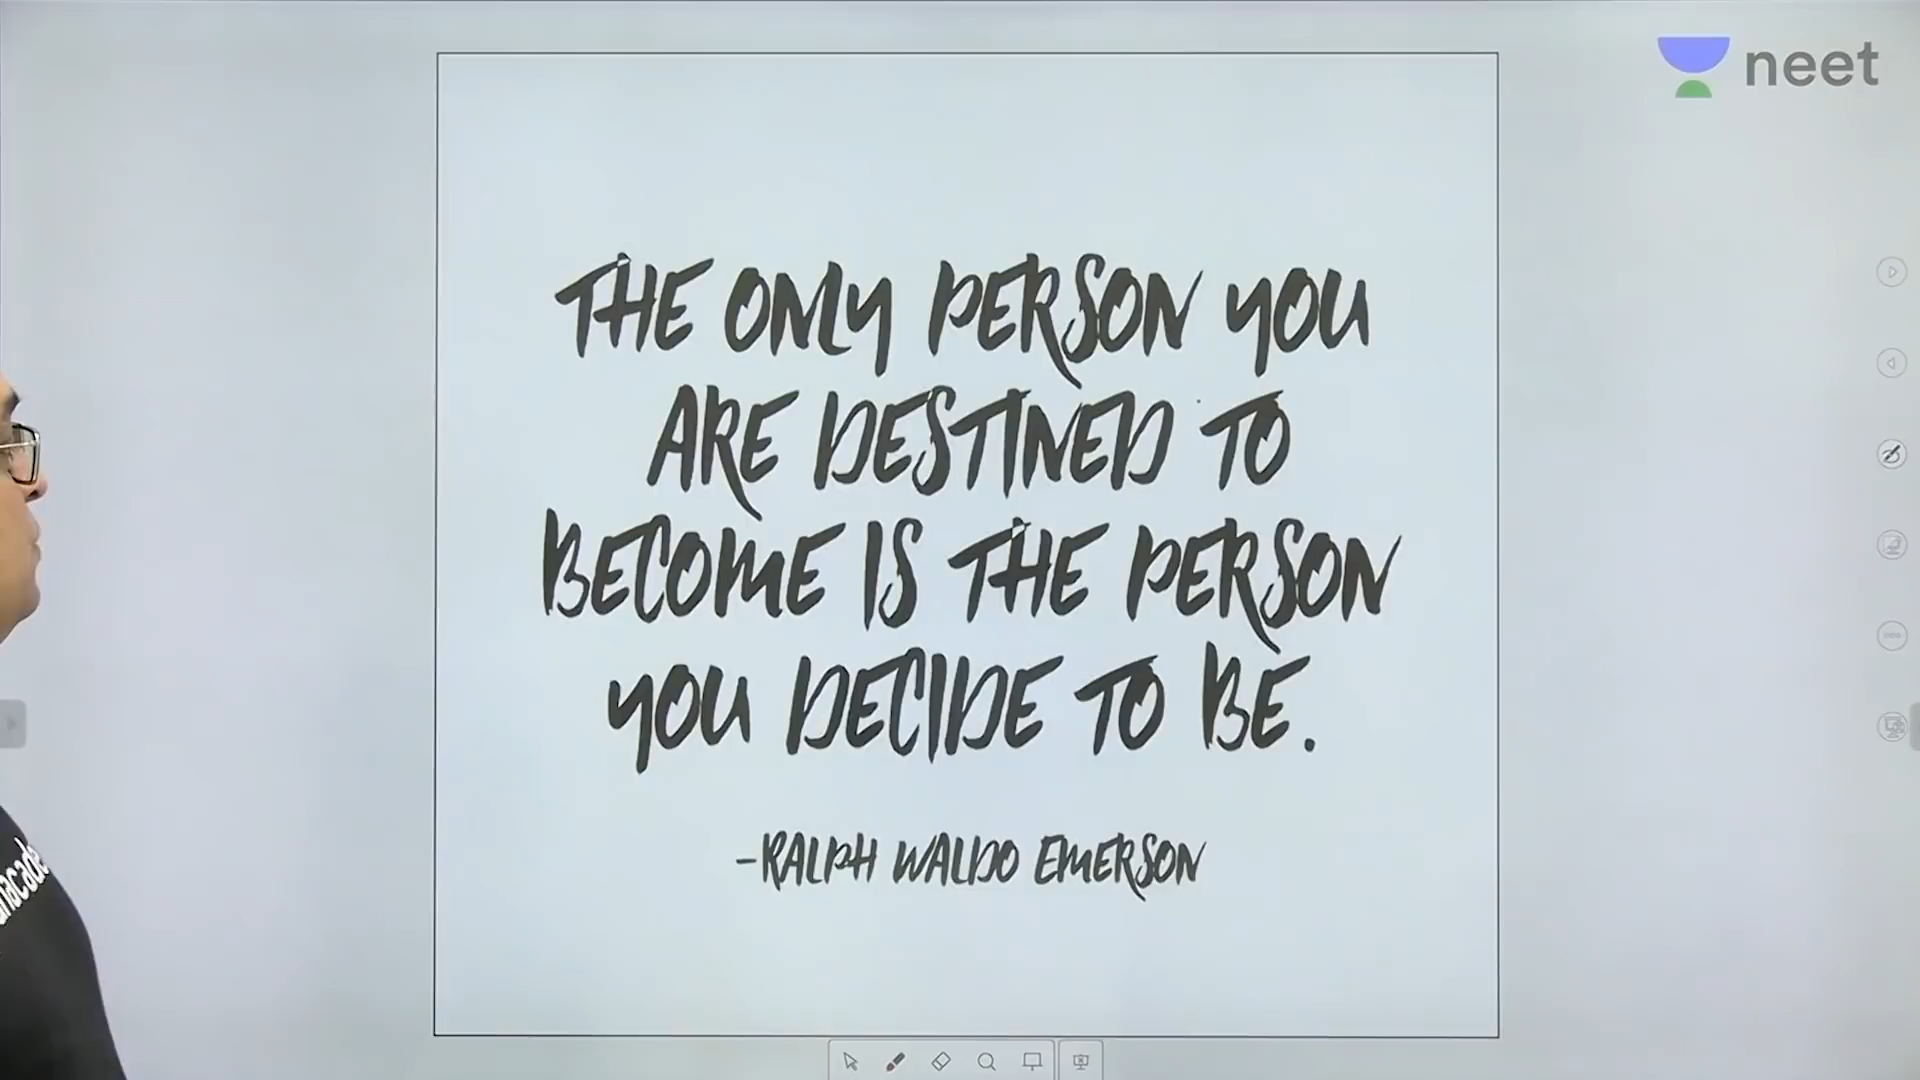 neet
THE ONLY PERSON YOU
ARE DESTINED TO
BECOME IS THE PERSON
YOU DECIDE TO BE.
-RALPH WALDO EMERSON